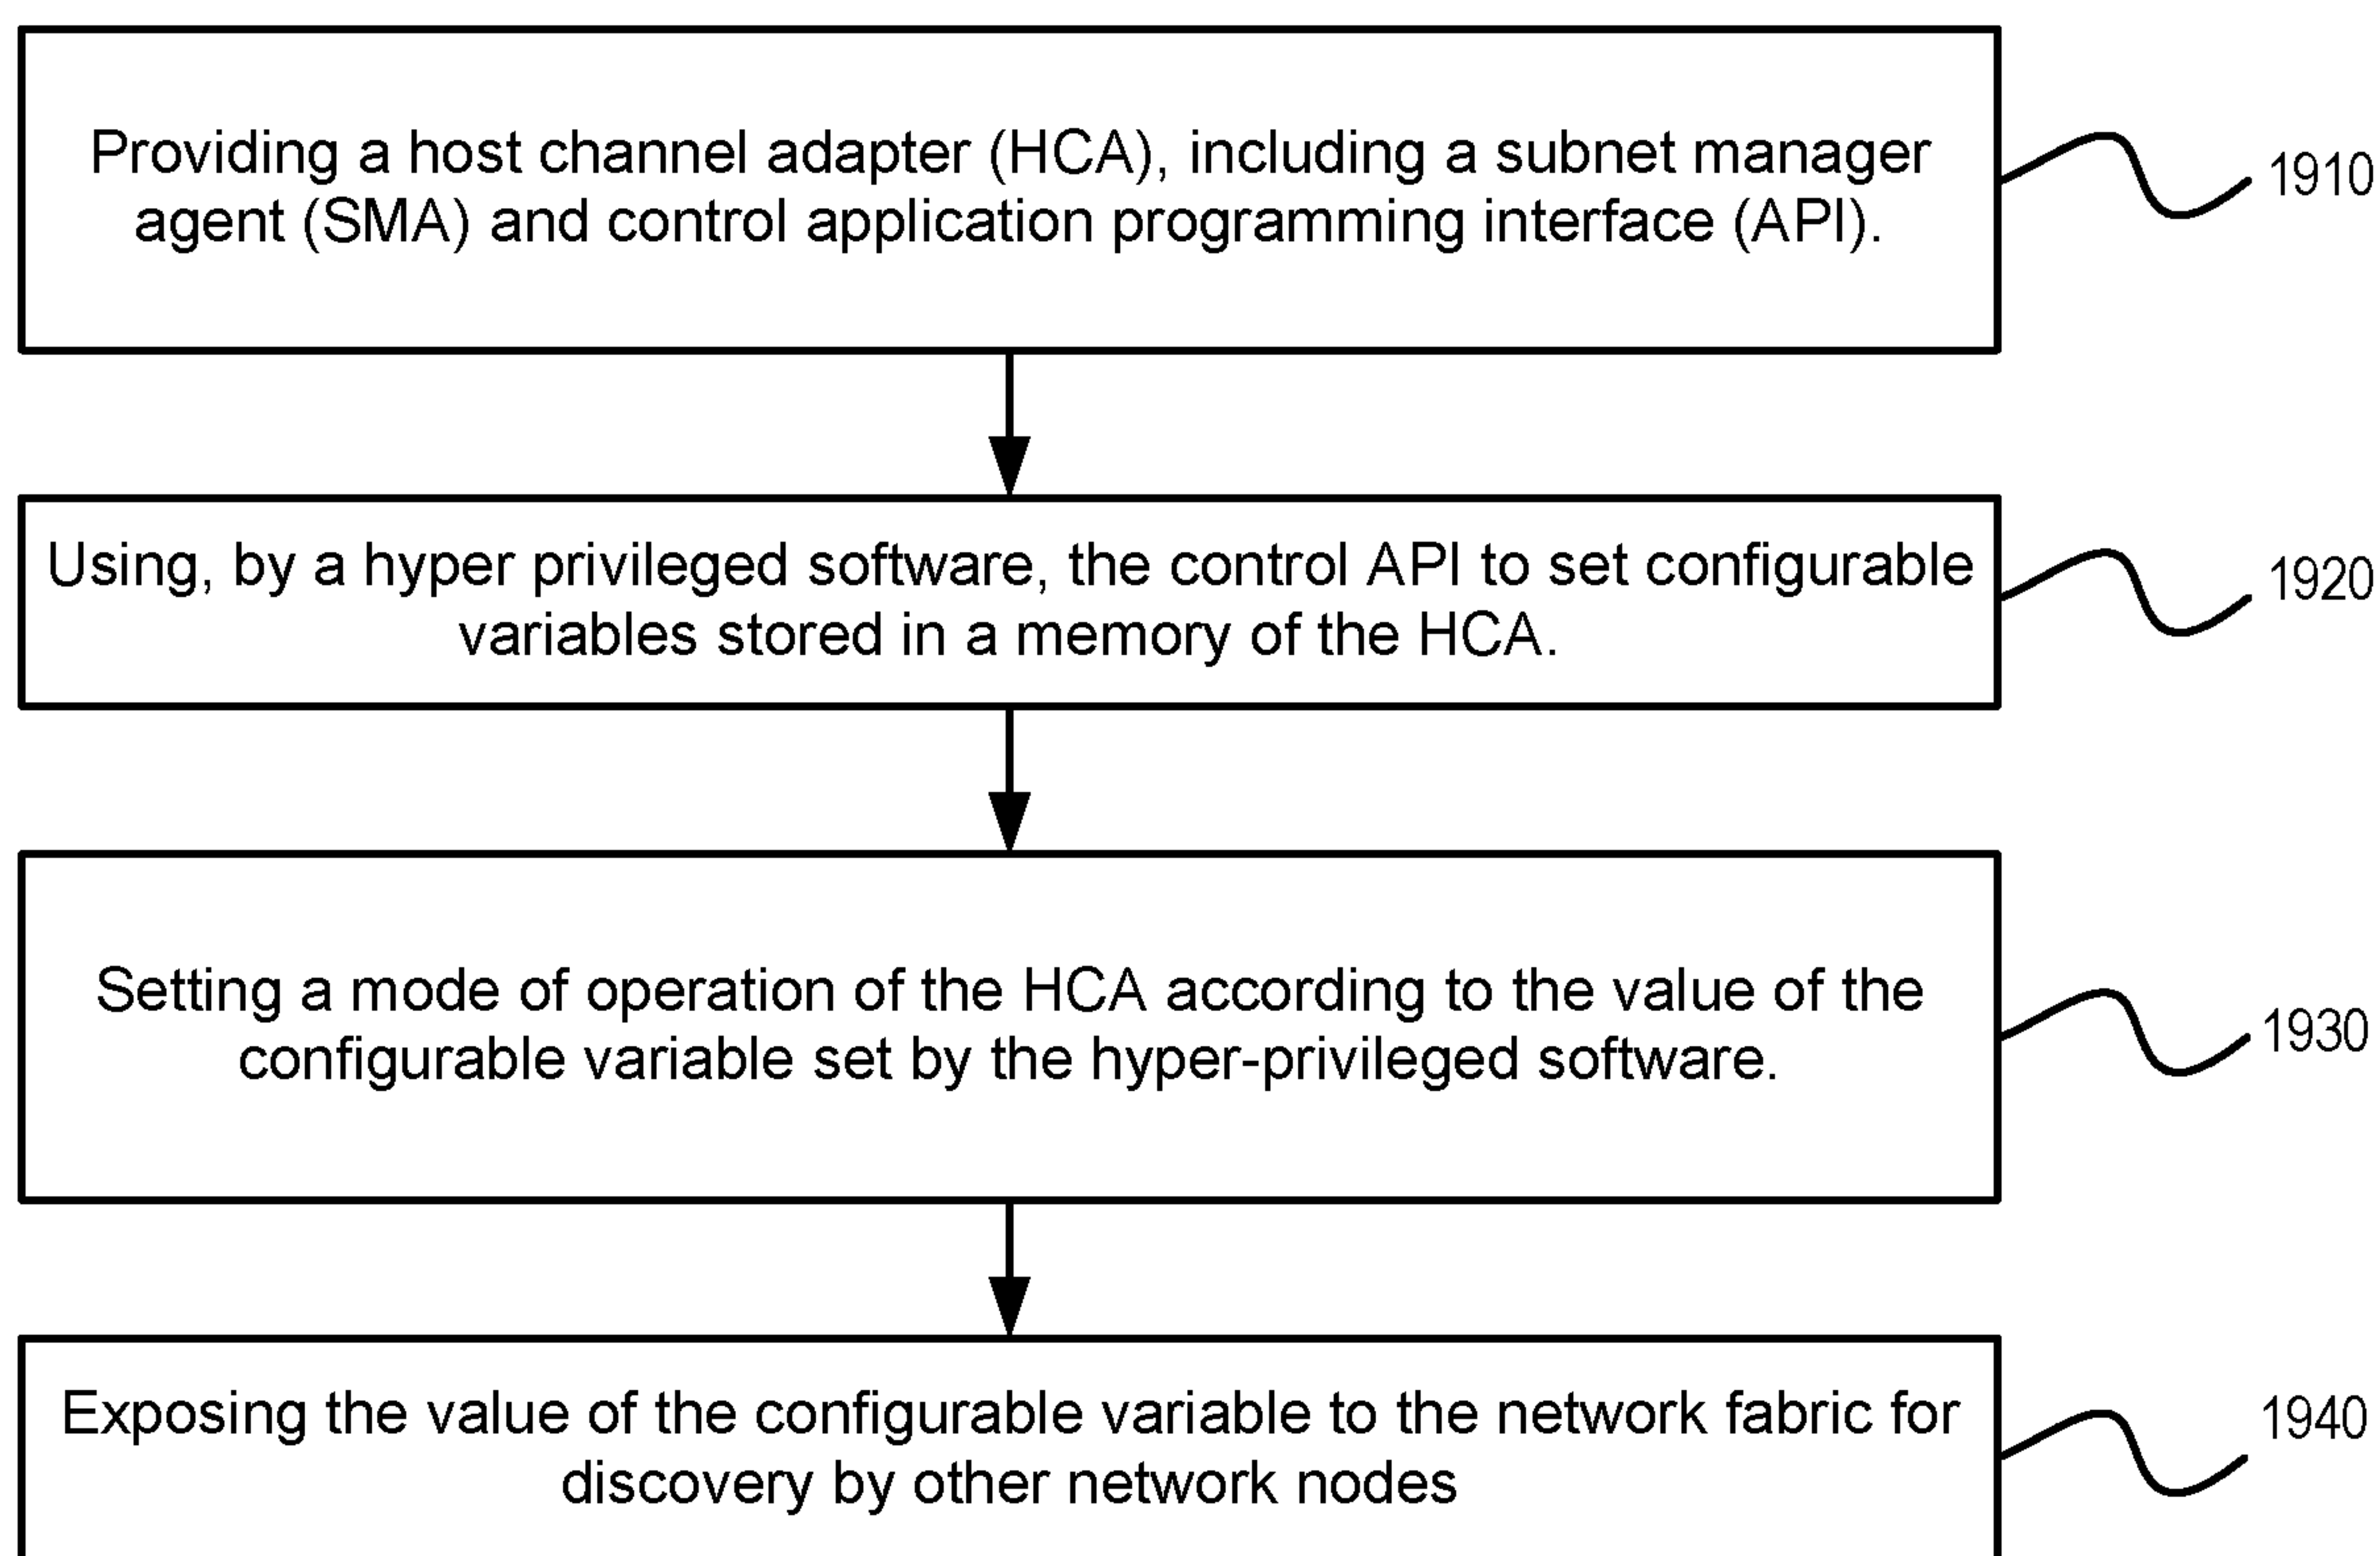 Providing a host channel adapter (HCA), including a subnet manager
agent (SMA) and control application programming interface (API).
1910
Using, by a hyper privileged software, the control API to set configurable
variables stored in a memory of the HCA.
1920
Setting a mode of operation of the HCA according to the value of the
configurable variable set by the hyper-privileged software.
1930
Exposing the value of the configurable variable to the network fabric for
discovery by other network nodes
1940